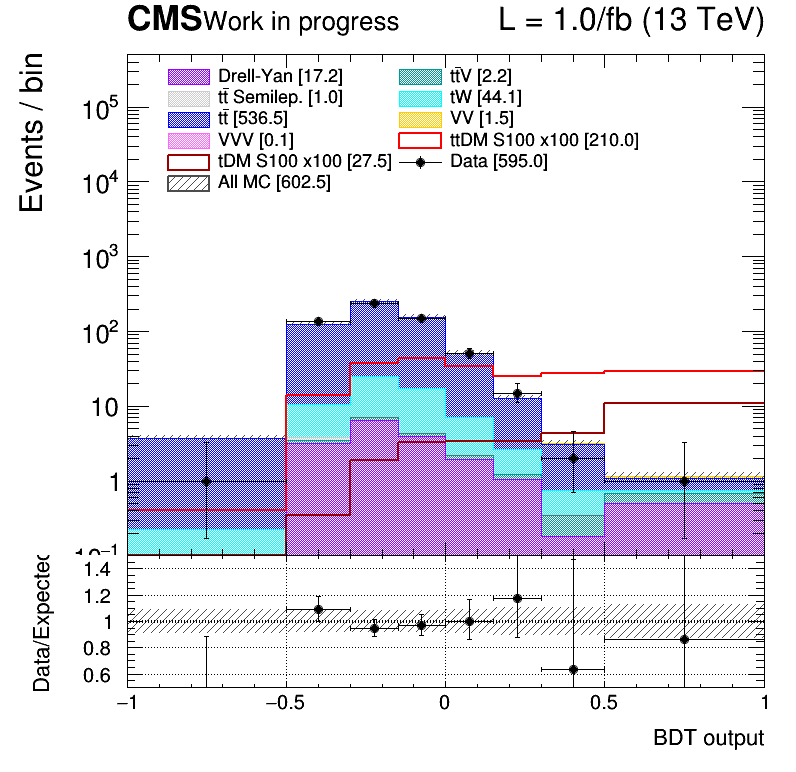 CMS Work in progress L = 1.0/fb (13 TeV)
Events / bin
Drell-Yan [17.2] tt̄V [2.2]
tt̄ Semilep. [1.0] tW [44.1]
tt̄ [536.5] VV [1.5]
VVV [0.1] ttDM S100 x100 [210.0]
tDM S100 x100 [27.5] Data [595.0]
All MC [602.5]
10⁵
10⁴
10³
10²
10
1
10⁻¹
Data/Expected
1.4
1.2
1
0.8
0.6
−1 −0.5 0 0.5 1
BDT output